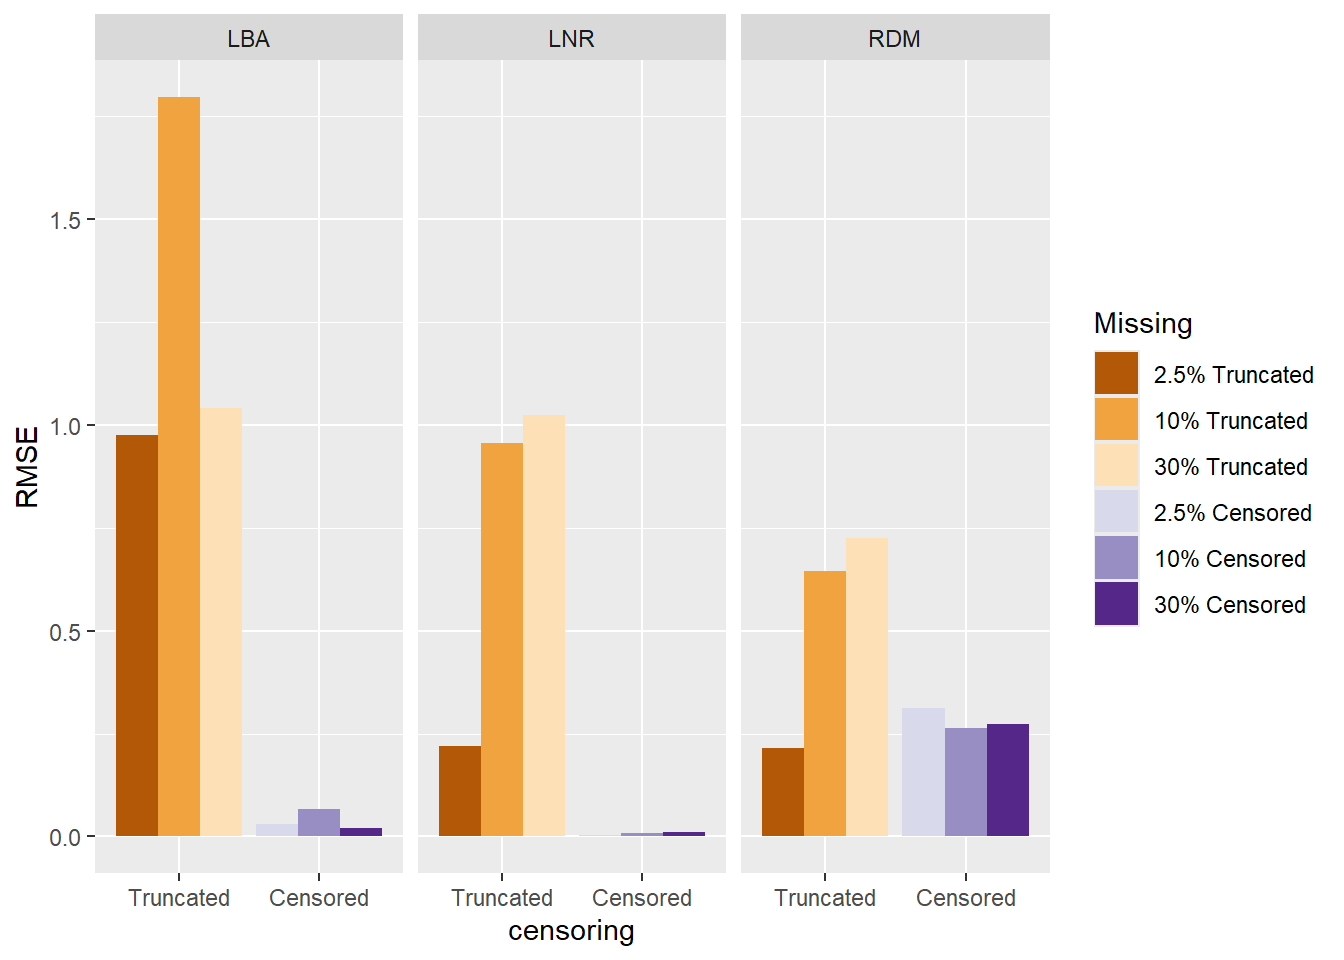 LBA LNR RDM
1.5
1.0
0.5
0.0
RMSE
Truncated Censored Truncated Censored Truncated Censored
censoring
Missing
2.5% Truncated
10% Truncated
30% Truncated
2.5% Censored
10% Censored
30% Censored